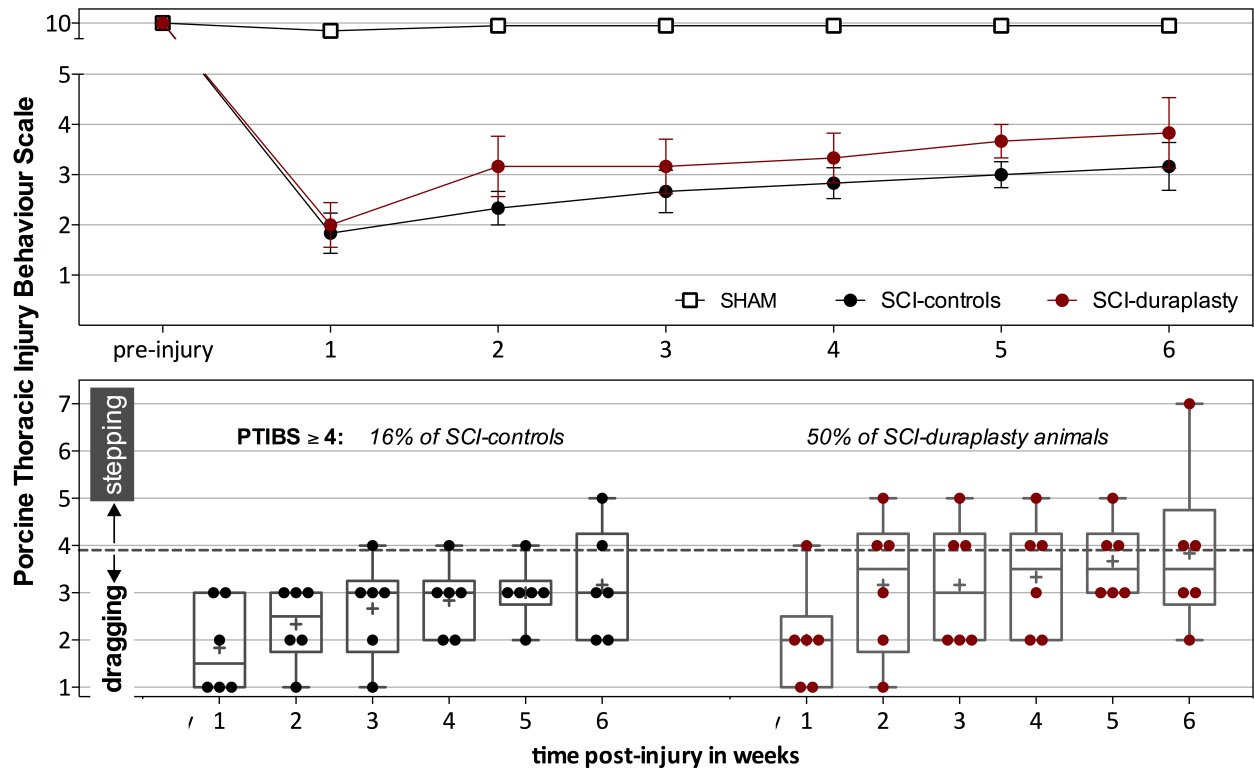 Porcine Thoracic Injury Behaviour Scale
10
5
4
3
2
1
SHAM SCI-controls SCI-duraplasty
pre-injury 1 2 3 4 5 6
7
6
5
4
3
2
1
stepping
dragging
PTIBS ≥ 4: 16% of SCI-controls 50% of SCI-duraplasty animals
1 2 3 4 5 6 1 2 3 4 5 6
time post-injury in weeks